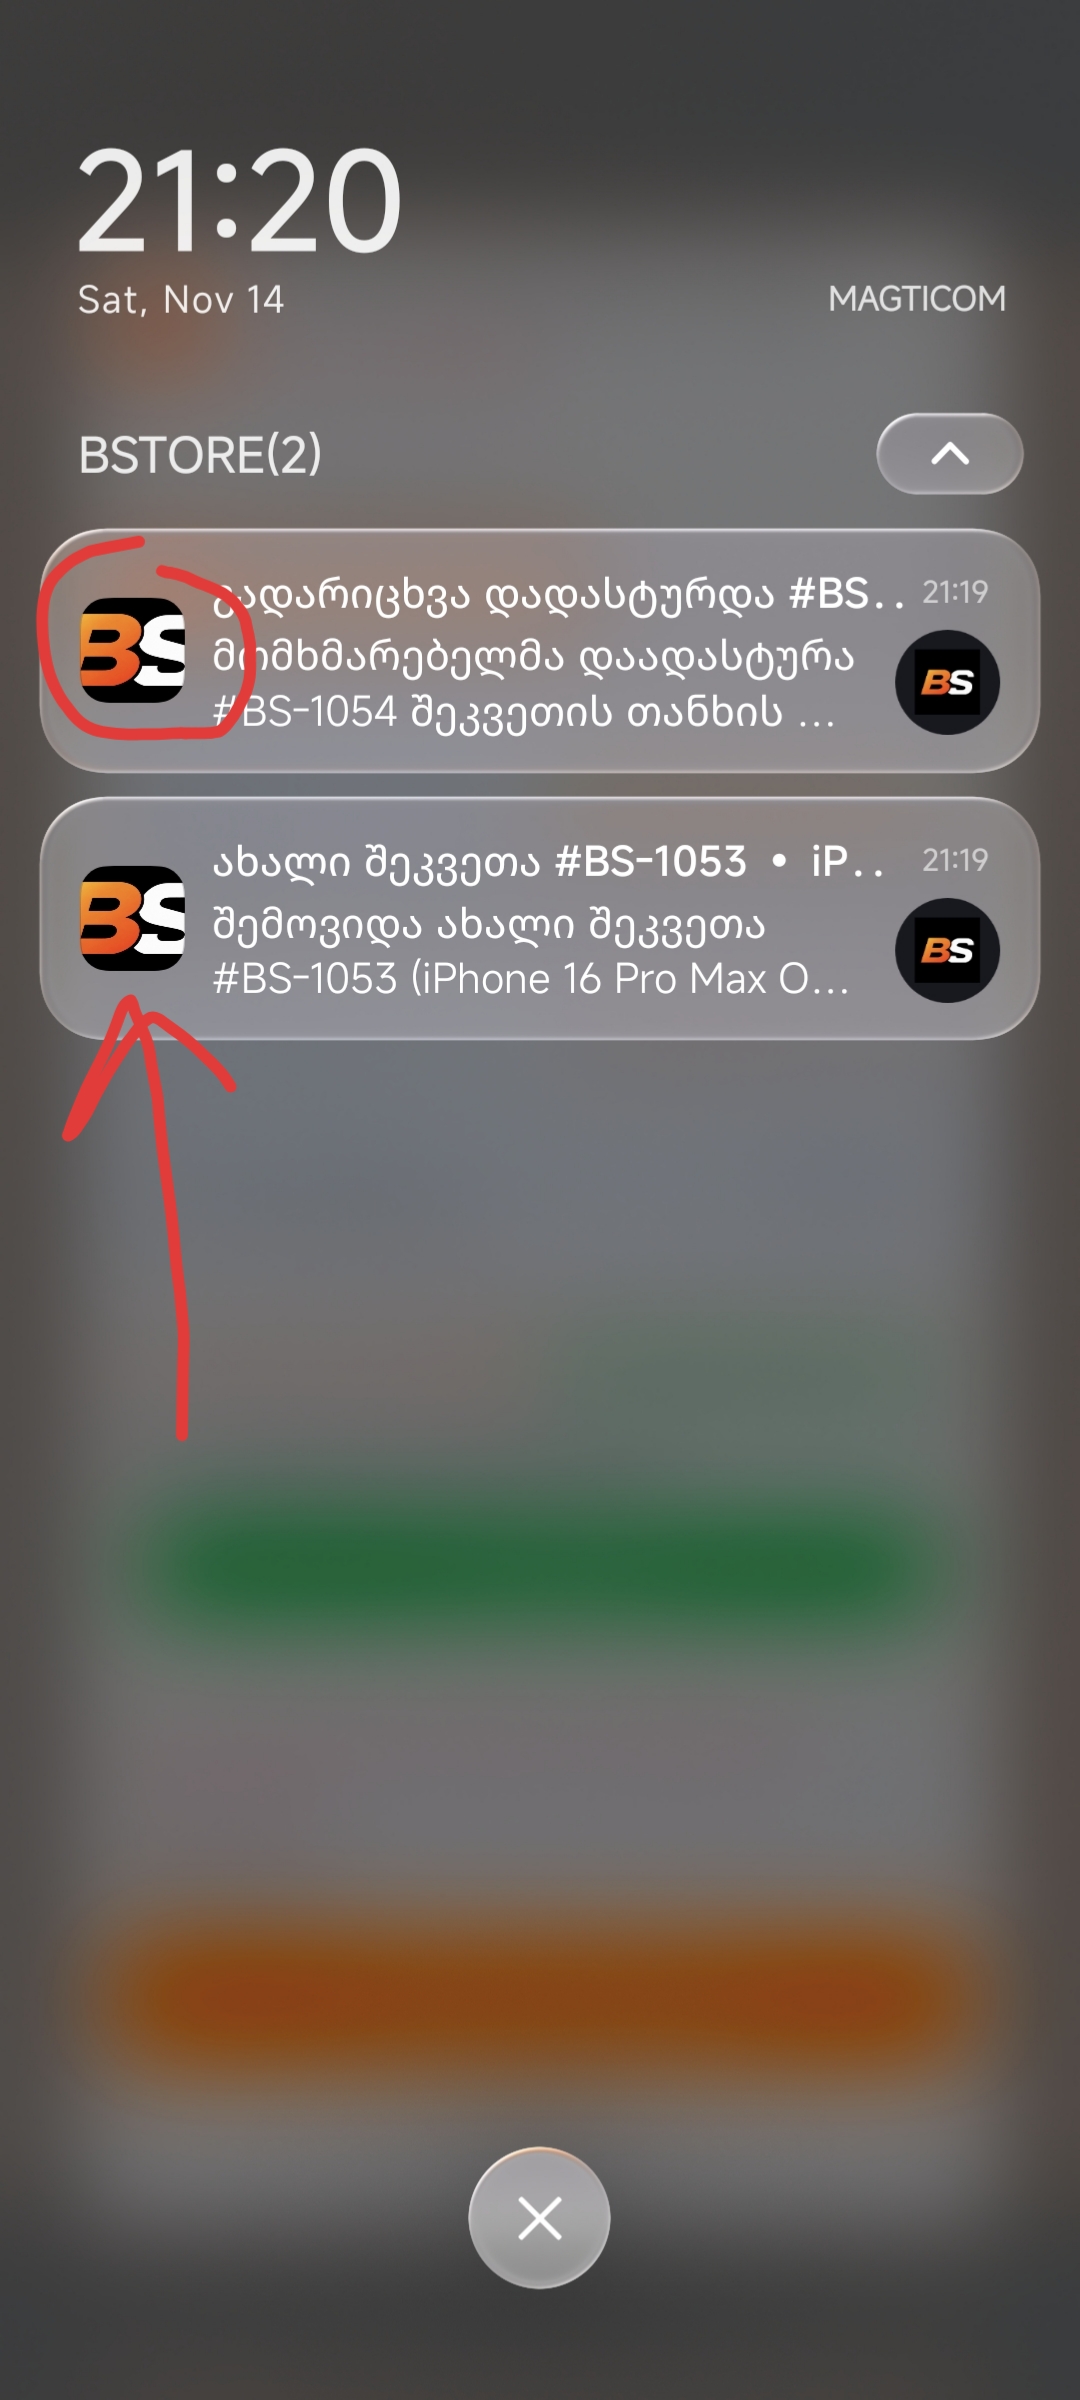 21:20
Sat, Nov 14
MAGTICOM
BSTORE(2)
BS
გადარიცხვა დადასტურდა #BS..
21:19
მომხმარებელმა დაადასტურა
#BS-1054 შეკვეთის თანხის ...
BS
BS
ახალი შეკვეთა #BS-1053 • iP..
21:19
შემოვიდა ახალი შეკვეთა
#BS-1053 (iPhone 16 Pro Max O...
BS